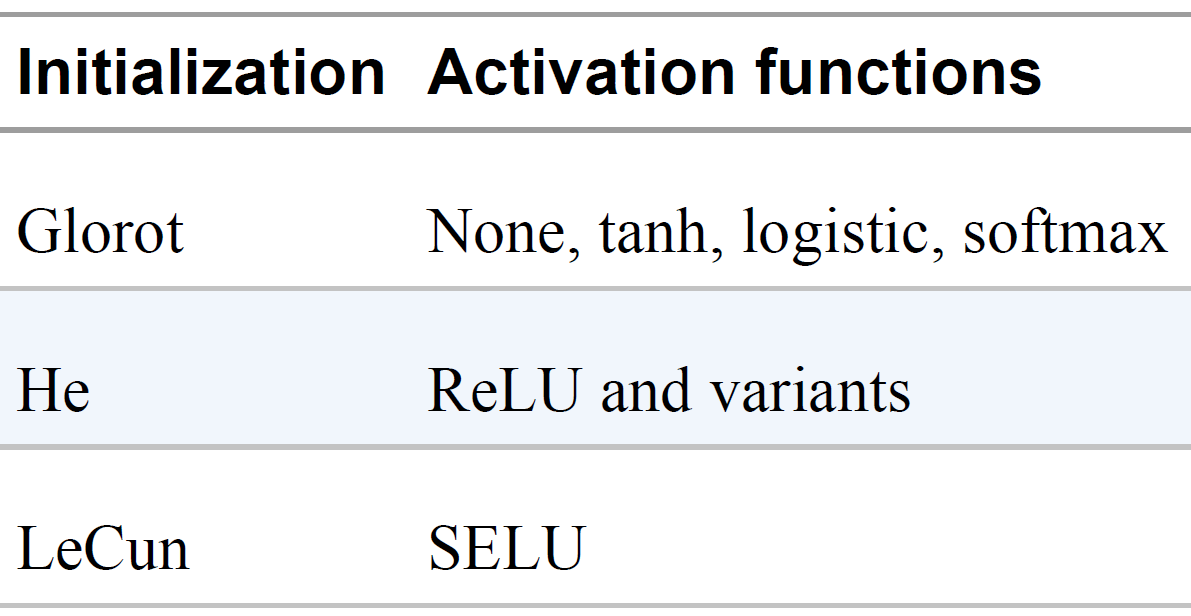 Initialization Activation functions
Glorot None, tanh, logistic, softmax
He ReLU and variants
LeCun SELU